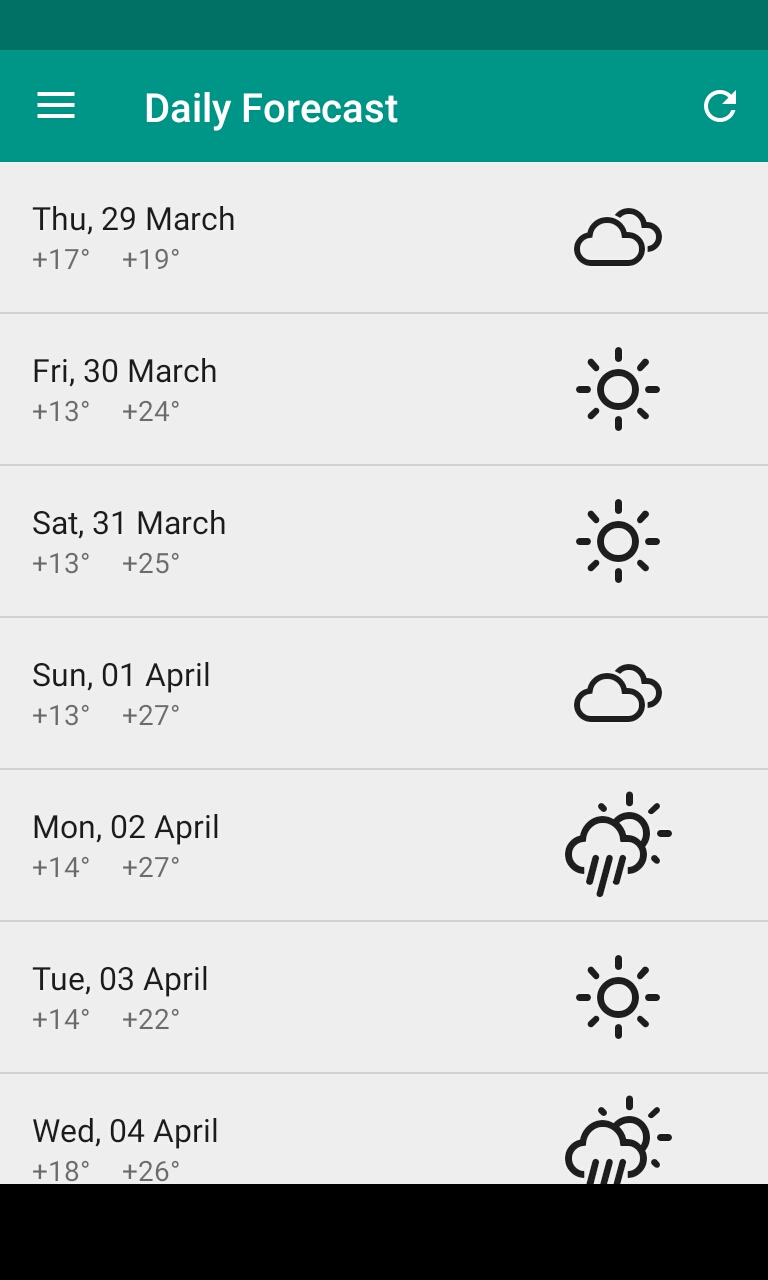 Daily Forecast
Thu, 29 March
+17° +19°
Fri, 30 March
+13° +24°
Sat, 31 March
+13° +25°
Sun, 01 April
+13° +27°
Mon, 02 April
+14° +27°
Tue, 03 April
+14° +22°
Wed, 04 April
+18° +26°